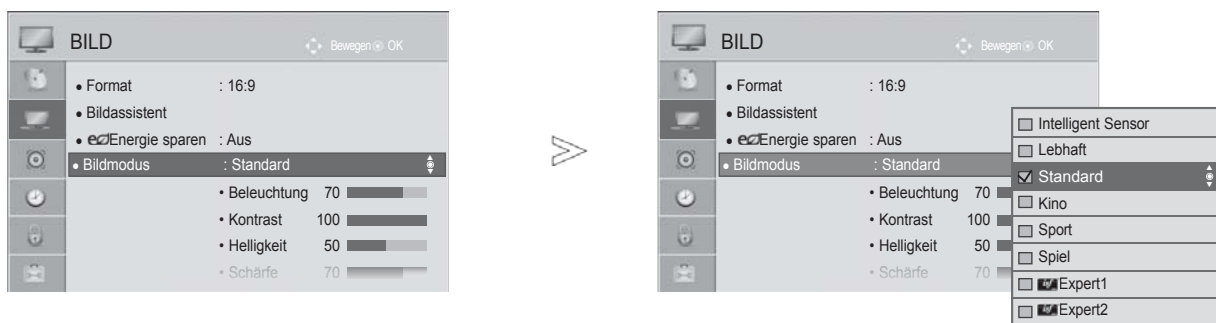 BILD
Bewegen OK
• Format : 16:9
• Bildassistent
• Energie sparen : Aus
• Bildmodus : Standard
• Beleuchtung 70
• Kontrast 100
• Helligkeit 50
• Schärfe 70
BILD
Bewegen OK
• Format : 16:9
• Bildassistent
• Energie sparen : Aus
• Bildmodus : Standard
• Beleuchtung 70
• Kontrast 100
• Helligkeit 50
• Schärfe 70
Intelligent Sensor
Lebhaft
Standard
Kino
Sport
Spiel
Expert1
Expert2